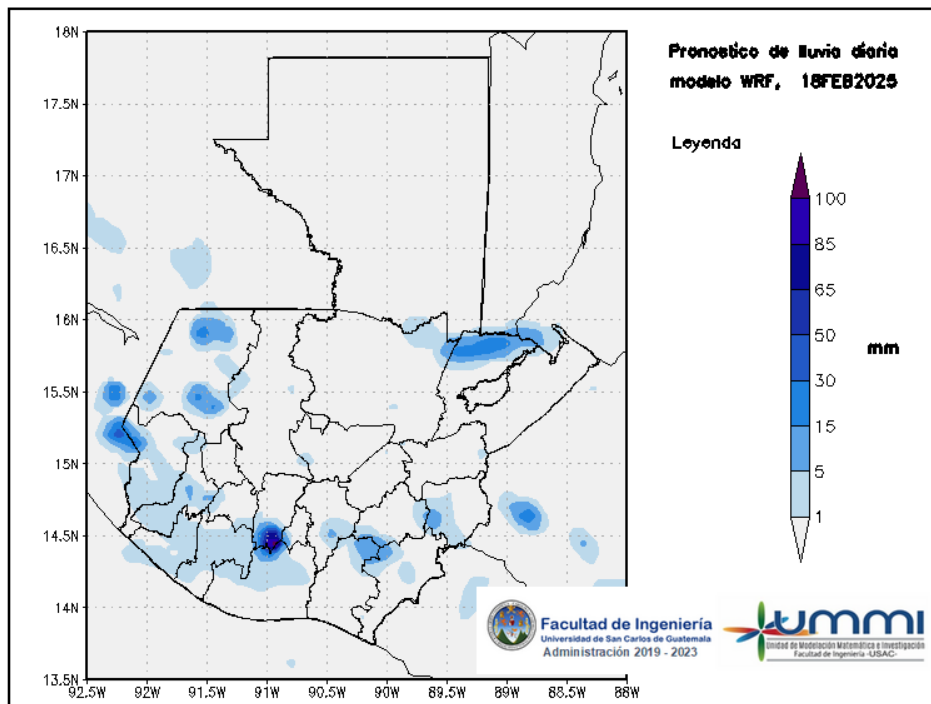 18N
17.5N
17N
16.5N
16N
15.5N
15N
14.5N
14N
13.5N
92.5W
92W
91.5W
91W
90.5W
90W
89.5W
89W
88.5W
88W
Pronostico de lluvia diaria
modelo WRF, 18FEB2025
Leyenda
100
85
65
50
30
15
5
1
mm
Facultad de Ingeniería
Universidad de San Carlos de Guatemala
Administración 2019 - 2023
ummi
Unidad de Modelación Matemática e Investigación
Facultad de Ingeniería -USAC-